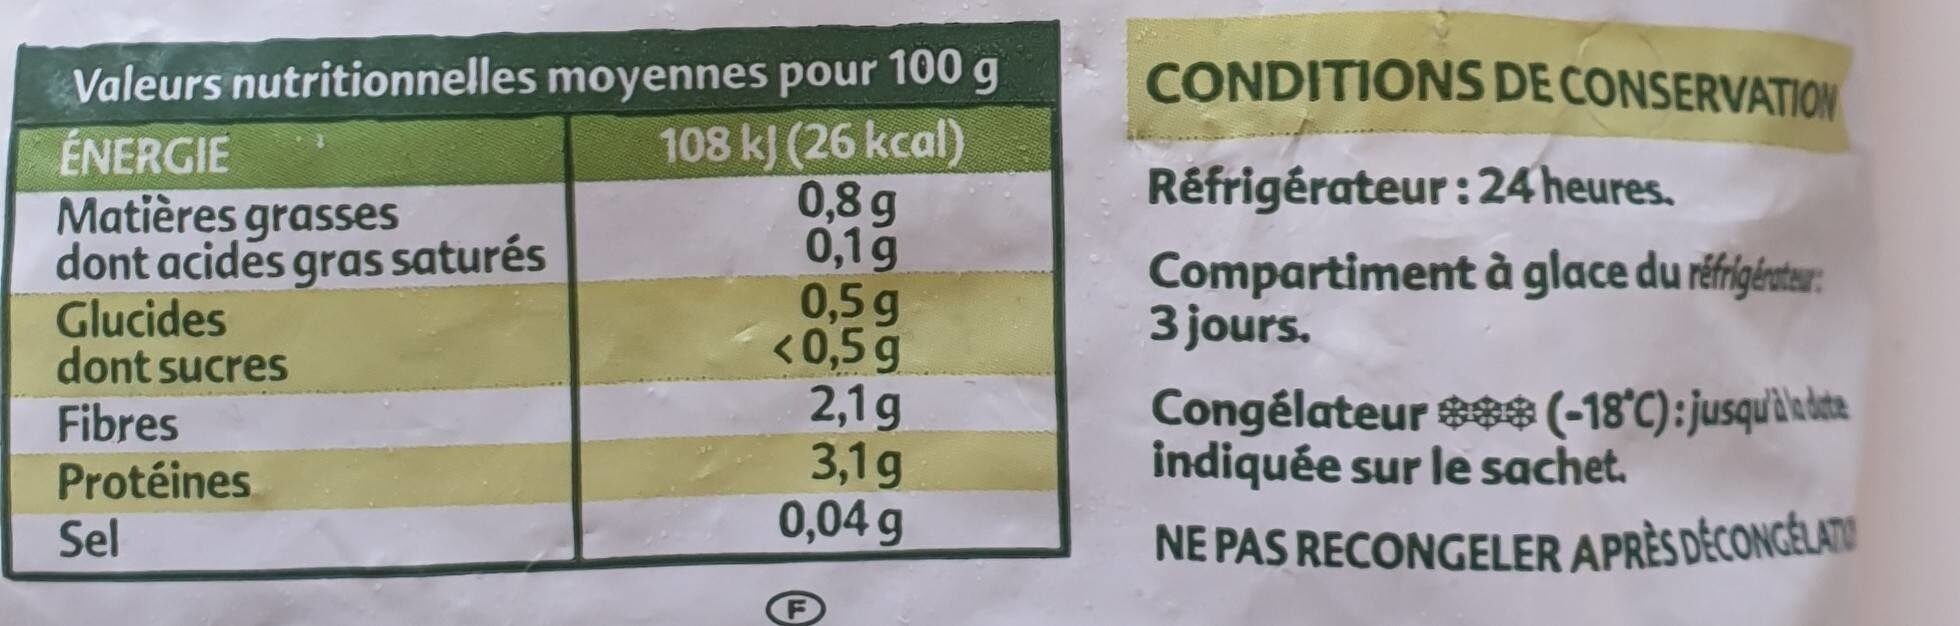 Valeurs nutritionnelles moyennes pour 100 g
ÉNERGIE 108 kJ (26 kcal)
Matières grasses 0,8 g
dont acides gras saturés 0,1 g
Glucides 0,5 g
dont sucres <0,5 g
Fibres 2,1 g
Protéines 3,1 g
Sel 0,04 g
F
CONDITIONS DE CONSERVATION
Réfrigérateur : 24 heures.
Compartiment à glace du réfrigérateur :
3 jours.
Congélateur (-18°C) : jusqu'à la date
indiquée sur le sachet.
NE PAS RECONGELER APRÈS DÉCONGÉLATIO